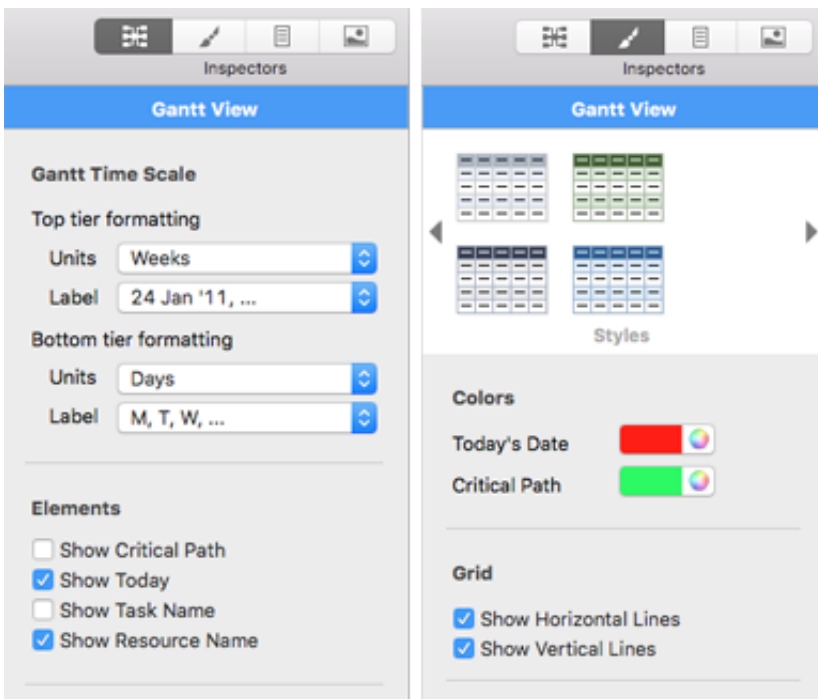 Inspectors
Gantt View
Gantt Time Scale
Top tier formatting
Units Weeks
Label 24 Jan '11, ...
Bottom tier formatting
Units Days
Label M, T, W, ...
Elements
Show Critical Path
Show Today
Show Task Name
Show Resource Name
Inspectors
Gantt View
Styles
Colors
Today's Date
Critical Path
Grid
Show Horizontal Lines
Show Vertical Lines